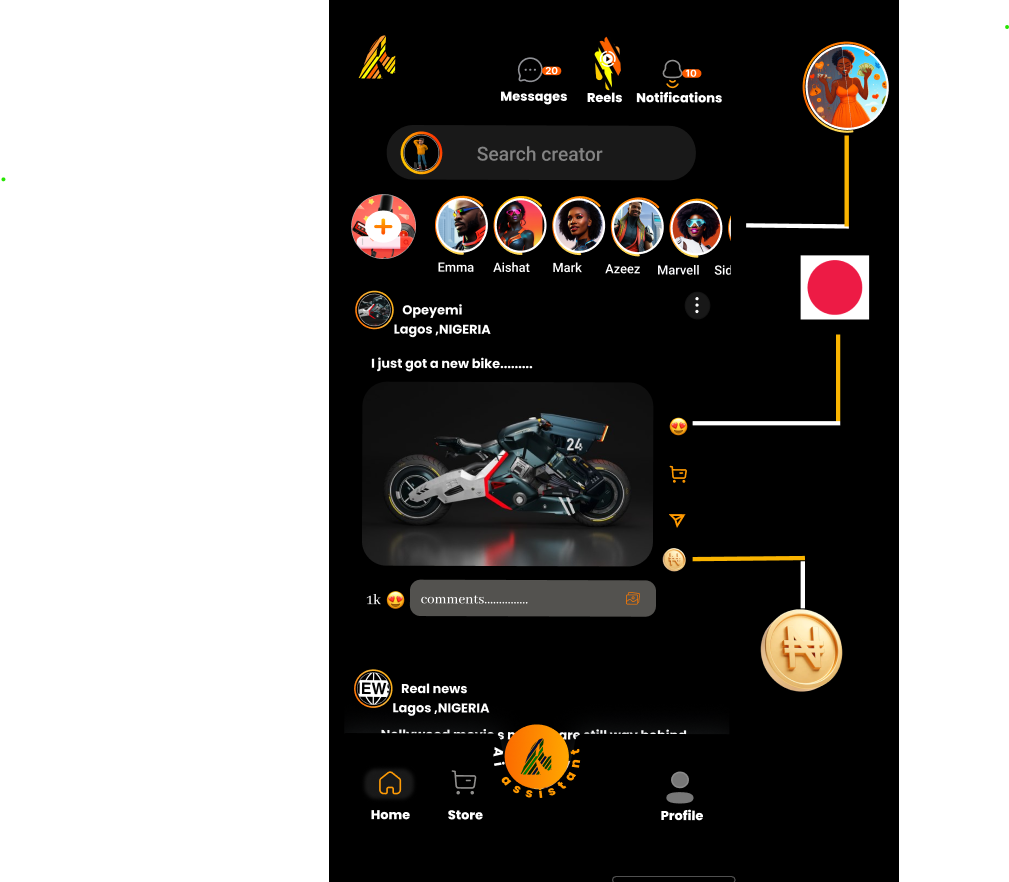 20
10
Messages
Reels
Notifications
Search creator
Emma
Aishat
Mark
Azeez
Marvell
Sid
Opeyemi
Lagos ,NIGERIA
I just got a new bike.........
24
1k
comments...............
EW
Real news
Lagos ,NIGERIA
Ai assistant
Home
Store
Profile